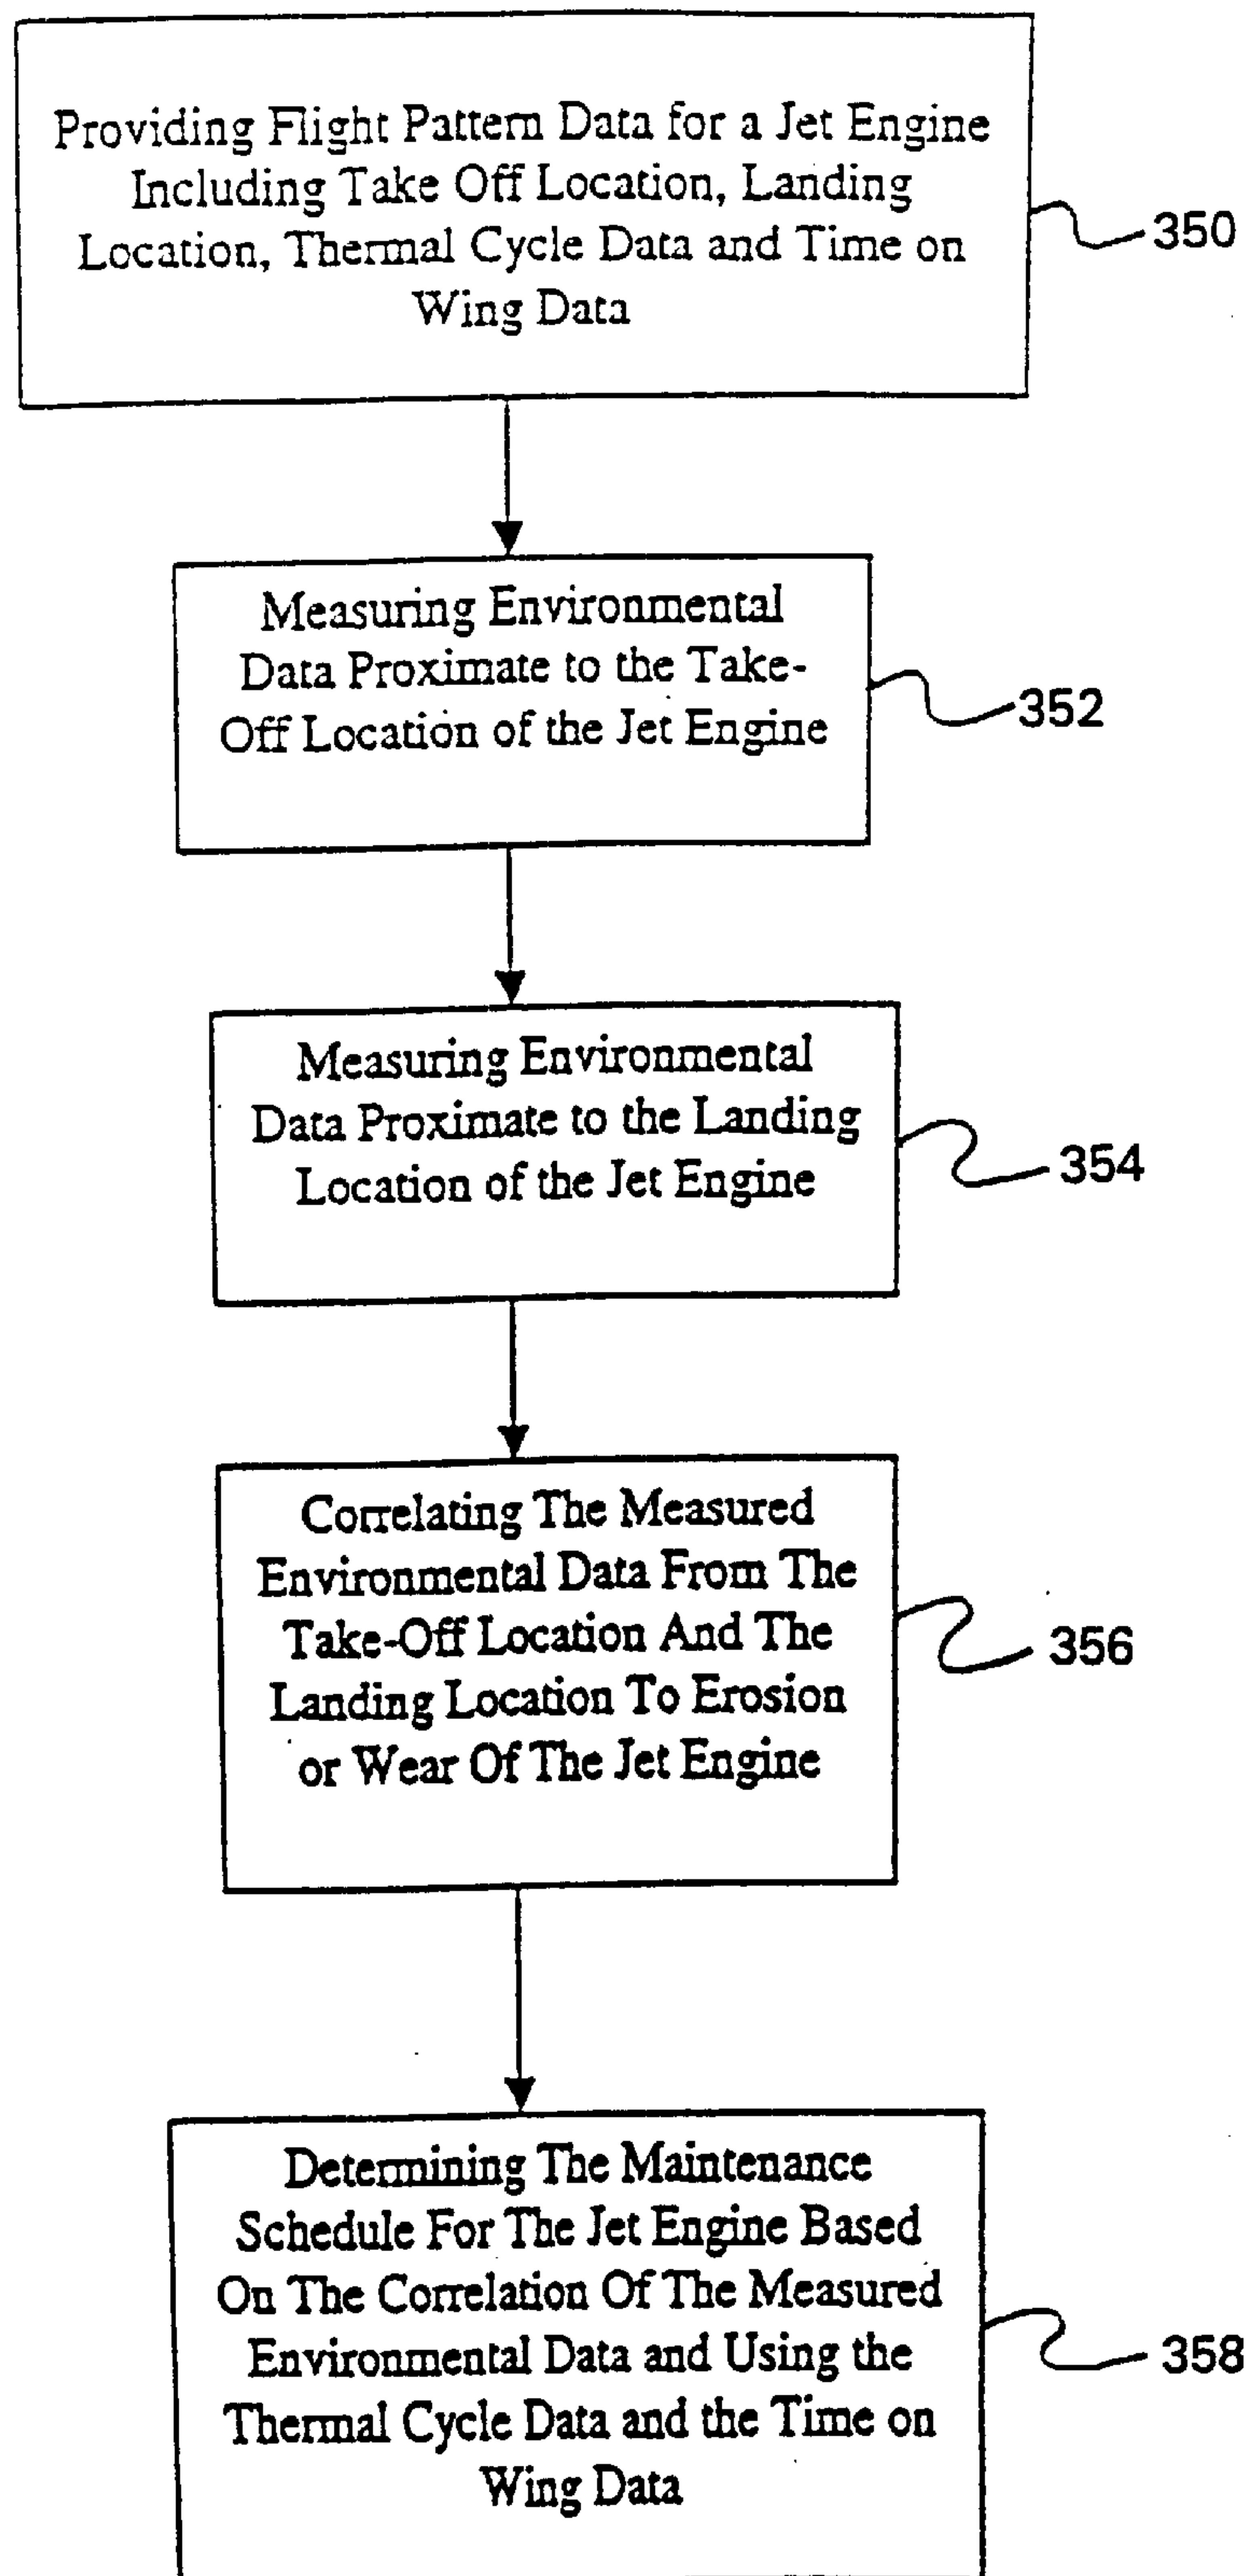 Providing Flight Pattern Data for a Jet Engine
Including Take Off Location, Landing
Location, Thermal Cycle Data and Time on
Wing Data
350
Measuring Environmental
Data Proximate to the Take-
Off Location of the Jet Engine
352
Measuring Environmental
Data Proximate to the Landing
Location of the Jet Engine
354
Correlating The Measured
Environmental Data From The
Take-Off Location And The
Landing Location To Erosion
or Wear Of The Jet Engine
356
Determining The Maintenance
Schedule For The Jet Engine Based
On The Correlation Of The Measured
Environmental Data and Using the
Thermal Cycle Data and the Time on
Wing Data
358